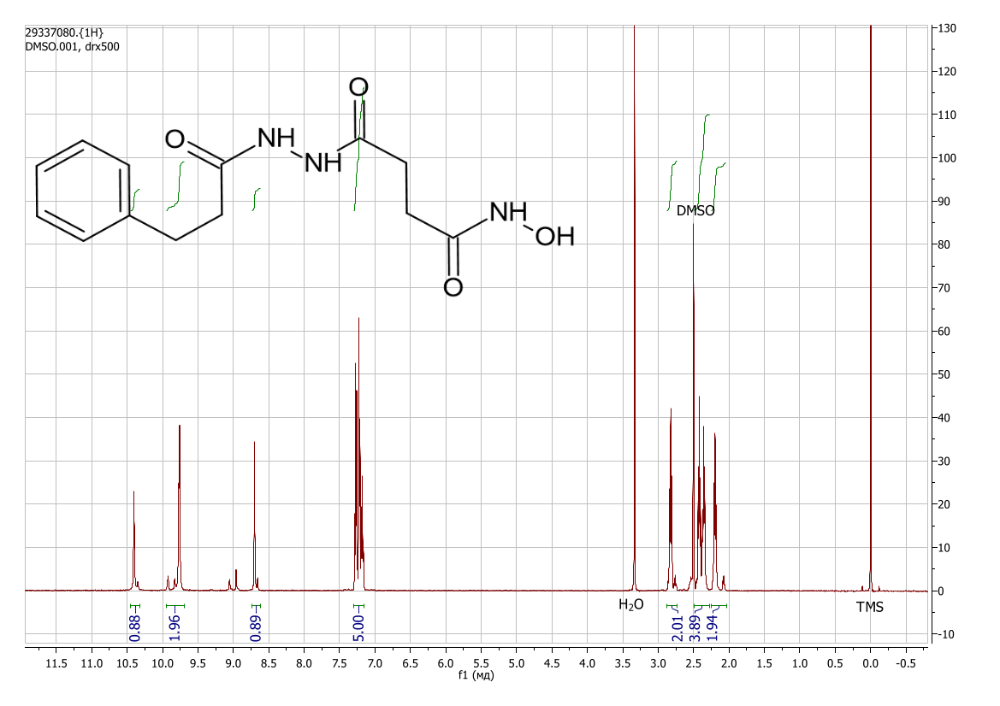 29337080.{1H}
DMSO.001, drx500
130
120
110
100
90
80
70
60
50
40
30
20
10
0
-10
O
O
NH
NH
NH
OH
O
DMSO
H₂O
TMS
0.88
1.96
0.89
5.00
2.01
3.89
1.94
11.5 11.0 10.5 10.0 9.5 9.0 8.5 8.0 7.5 7.0 6.5 6.0 5.5 5.0 4.5 4.0 3.5 3.0 2.5 2.0 1.5 1.0 0.5 0.0 -0.5
f1 (мд)